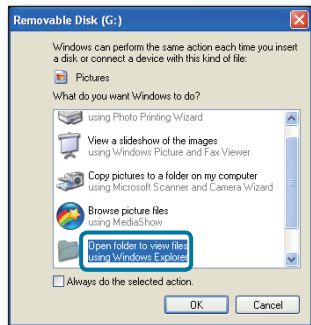 Removable Disk (G:)
Windows can perform the same action each time you insert
a disk or connect a device with this kind of file:
Pictures
What do you want Windows to do?
using Photo Printing Wizard
View a slideshow of the images
using Windows Picture and Fax Viewer
Copy pictures to a folder on my computer
using Microsoft Scanner and Camera Wizard
Browse picture files
using MediaShow
Open folder to view files
using Windows Explorer
Always do the selected action.
OK
Cancel